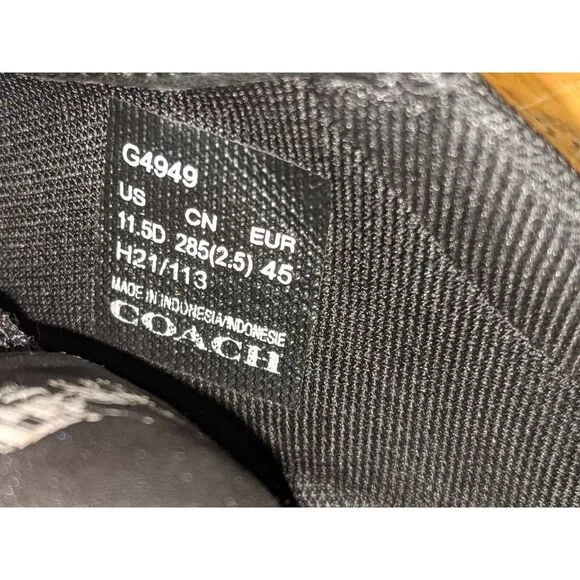 G4949
US CN EUR
11.5D 285(2.5) 45
H21/113
MADE IN INDONESIA/INDONESIE
COACH